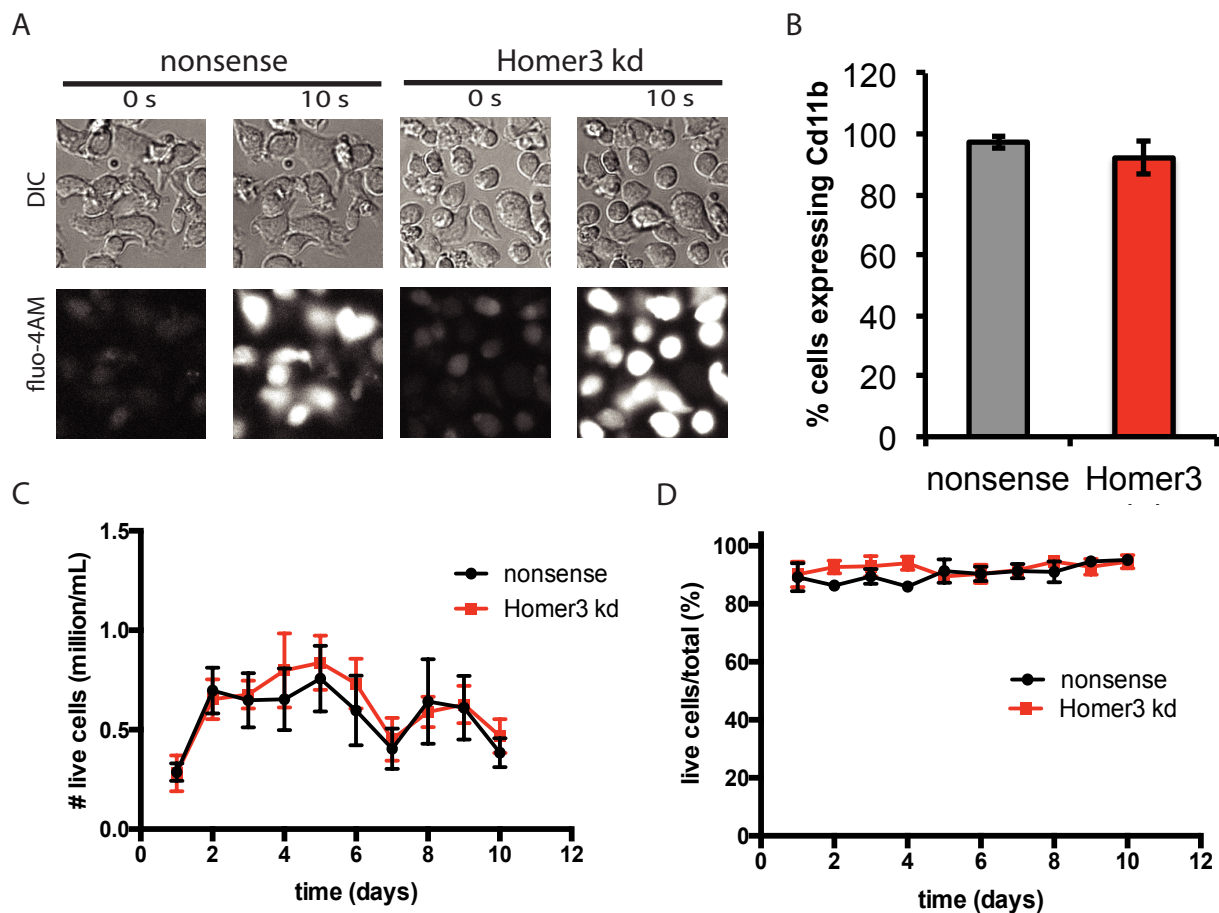 A
nonsense
Homer3 kd
0 s
10 s
0 s
10 s
DIC
fluo-4AM
B
% cells expressing Cd11b
120
100
80
60
40
20
0
nonsense
Homer3
C
# live cells (million/mL)
1.5
1.0
0.5
0.0
nonsense
Homer3 kd
0
2
4
6
8
10
12
time (days)
D
live cells/total (%)
100
80
60
40
20
0
nonsense
Homer3 kd
0
2
4
6
8
10
12
time (days)